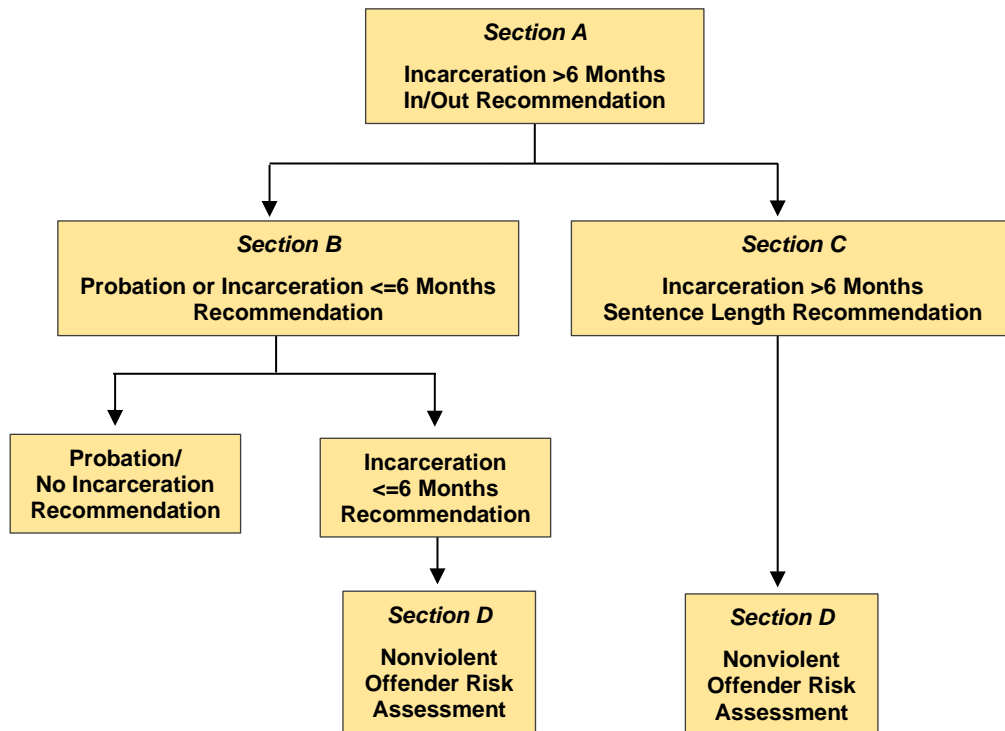 Section A
Incarceration >6 Months
In/Out Recommendation
Section B
Probation or Incarceration <=6 Months
Recommendation
Section C
Incarceration >6 Months
Sentence Length Recommendation
Probation/
No Incarceration
Recommendation
Incarceration
<=6 Months
Recommendation
Section D
Nonviolent
Offender Risk
Assessment
Section D
Nonviolent
Offender Risk
Assessment